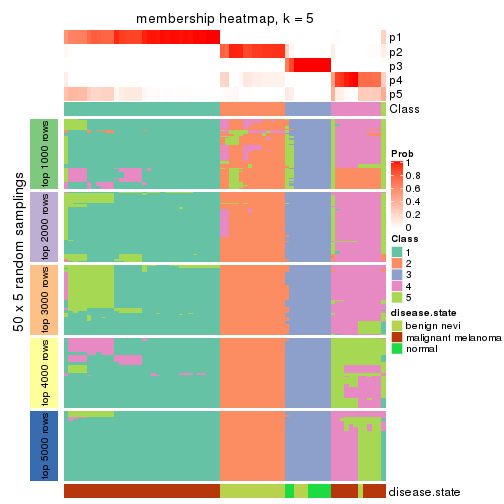 membership heatmap, k = 5
p1
p2
p3
p4
p5
Class
50 x 5 random samplings
top 1000 rows
top 2000 rows
top 3000 rows
top 4000 rows
top 5000 rows
disease.state
Prob
1
0.8
0.6
0.4
0.2
0
Class
1
2
3
4
5
disease.state
benign nevi
malignant melanoma
normal